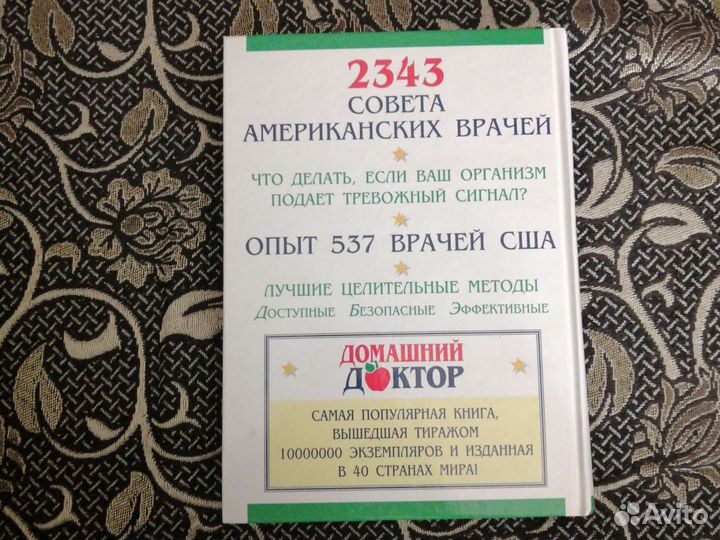 2343
СОВЕТА
АМЕРИКАНСКИХ ВРАЧЕЙ
ЧТО ДЕЛАТЬ, ЕСЛИ ВАШ ОРГАНИЗМ
ПОДАЕТ ТРЕВОЖНЫЙ СИГНАЛ?
ОПЫТ 537 ВРАЧЕЙ США
ЛУЧШИЕ ЦЕЛИТЕЛЬНЫЕ МЕТОДЫ
ДОСТУПНЫЕ БЕЗОПАСНЫЕ ЭФФЕКТИВНЫЕ
ДОМАШНИЙ
ДОКТОР
САМАЯ ПОПУЛЯРНАЯ КНИГА,
ВЫШЕДШАЯ ТИРАЖОМ
10000000 ЭКЗЕМПЛЯРОВ И ИЗДАННАЯ
В 40 СТРАНАХ МИРА!
Avito